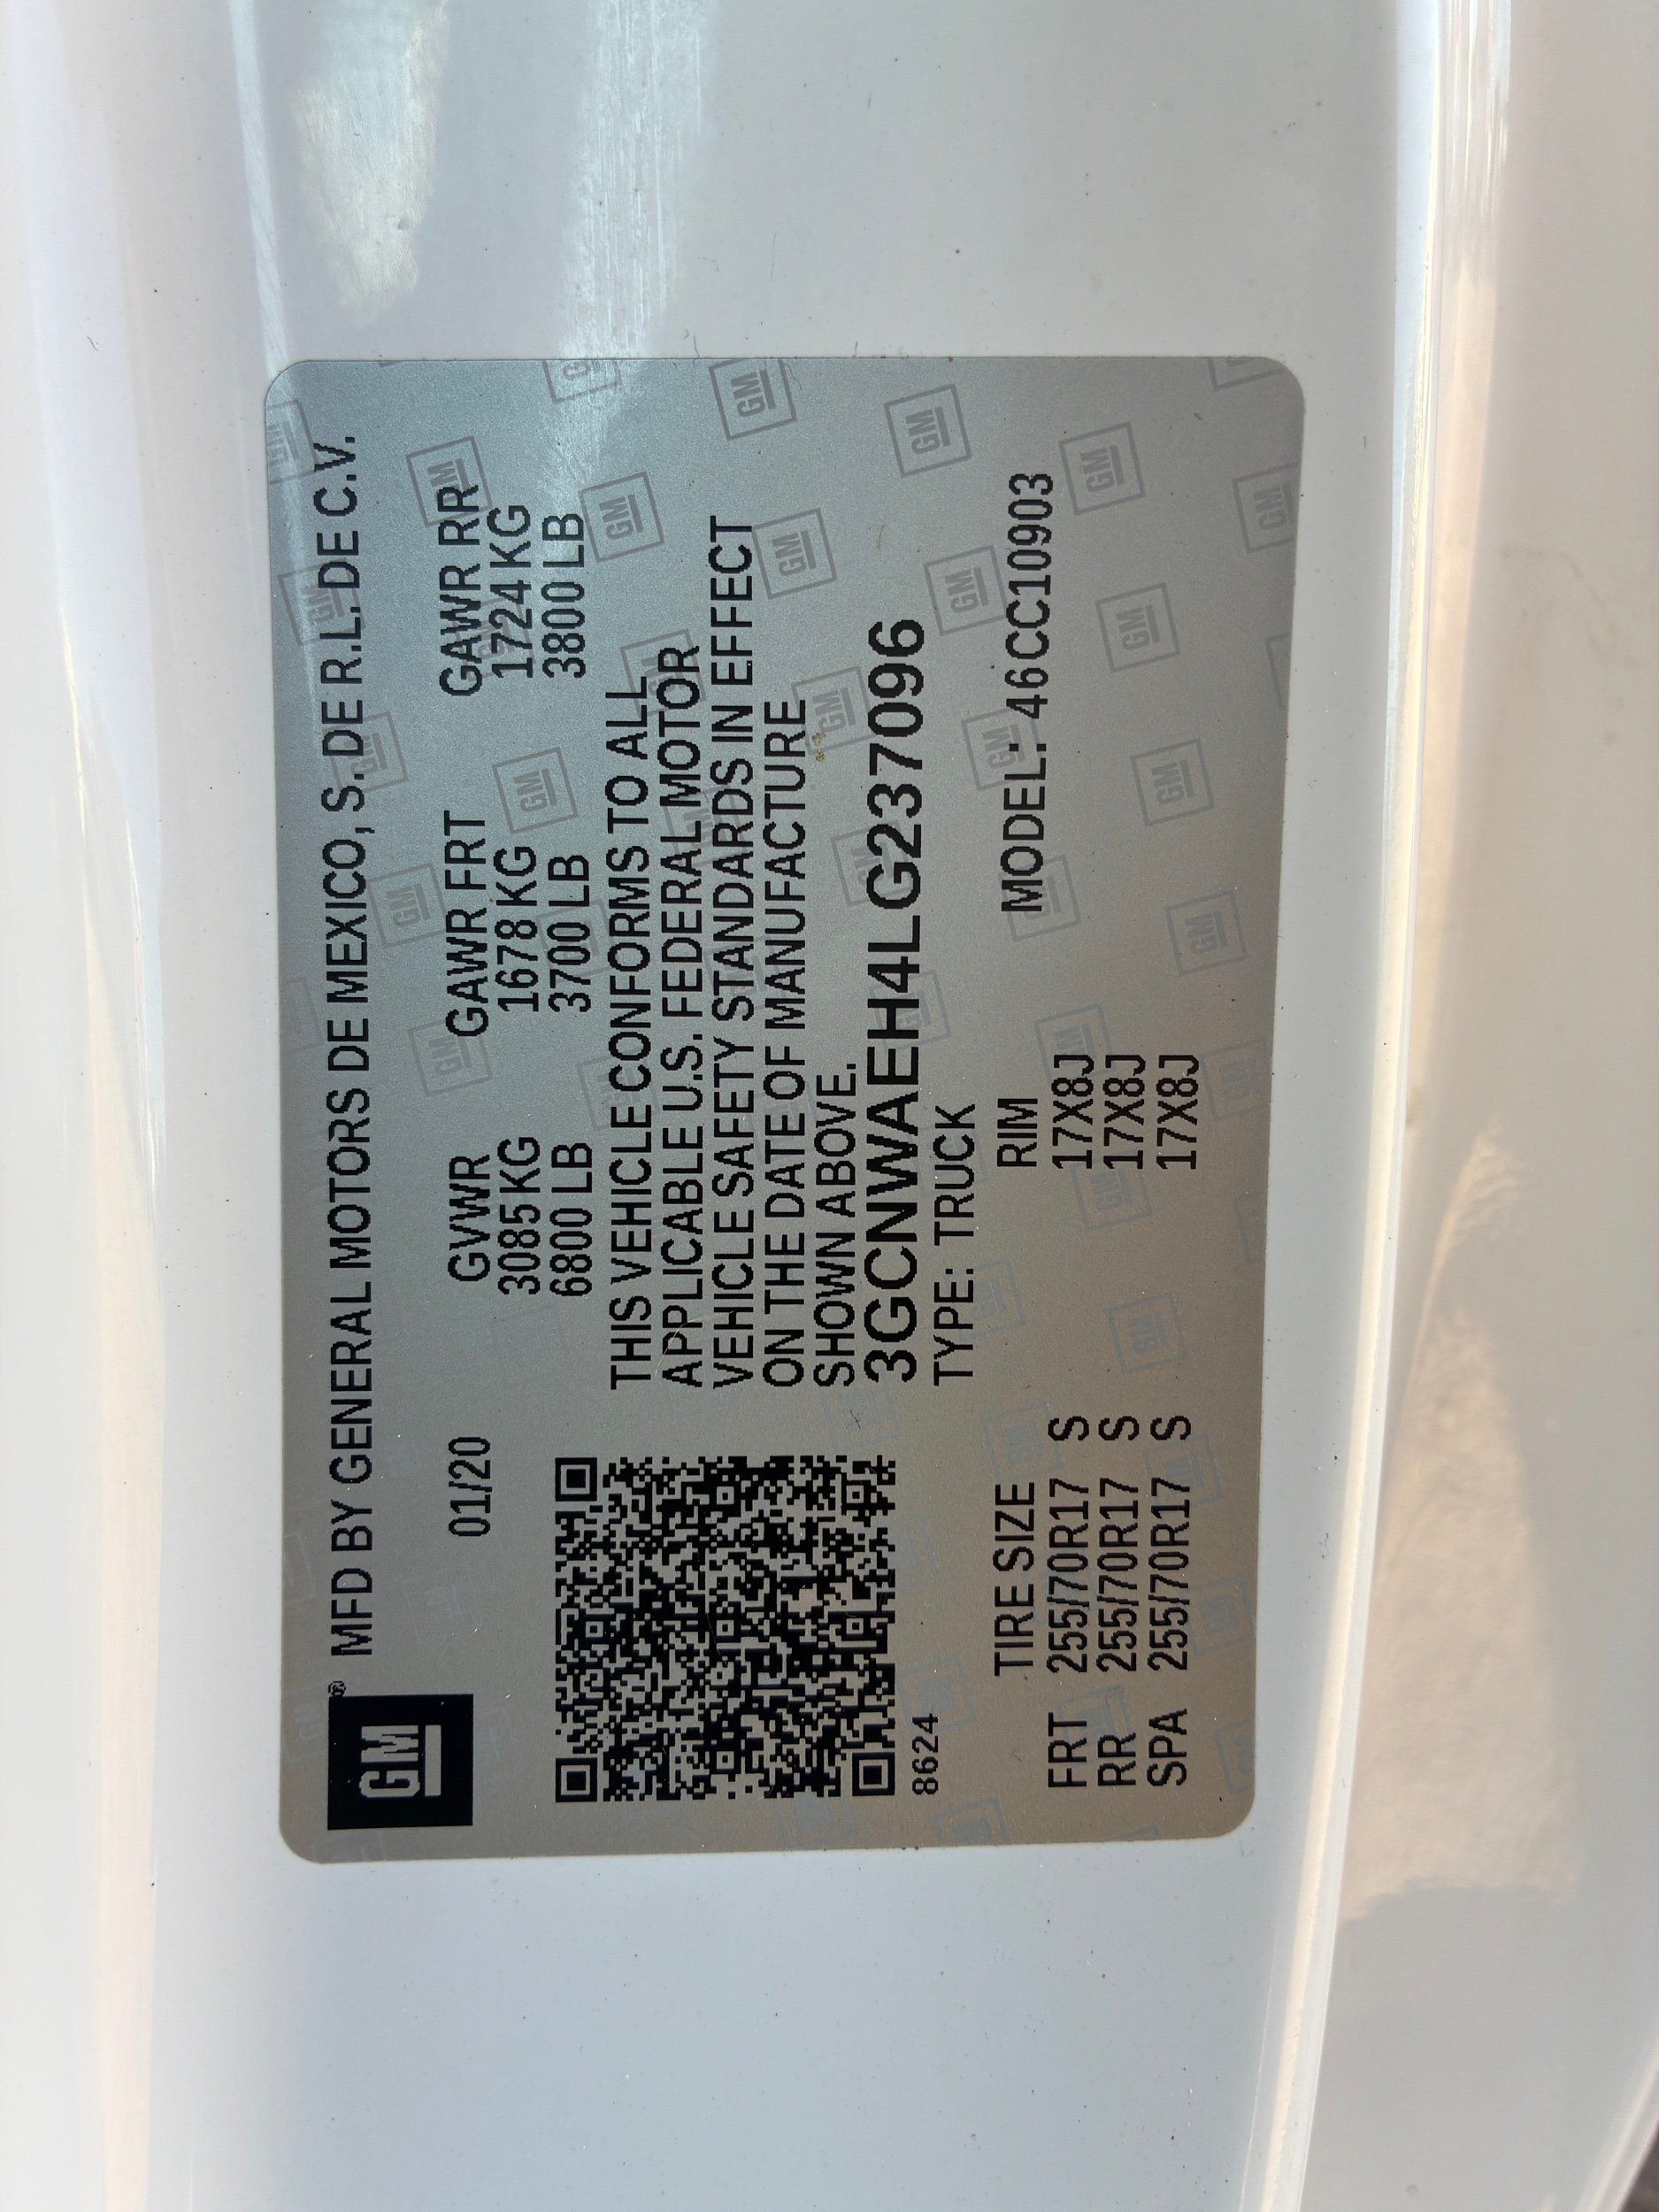 GM® MFD BY GENERAL MOTORS DE MEXICO, S. DE R.L. DE C.V.
01/20 GVWR GAWR FRT GAWR RR
3085 KG 1678 KG 1724 KG
6800 LB 3700 LB 3800 LB
THIS VEHICLE CONFORMS TO ALL
APPLICABLE U.S. FEDERAL MOTOR
VEHICLE SAFETY STANDARDS IN EFFECT
ON THE DATE OF MANUFACTURE
SHOWN ABOVE.
3GCNWAEH4LG237096
8624 TYPE: TRUCK
TIRE SIZE RIM MODEL: 46CC10903
FRT 255/70R17 S 17X8J
RR 255/70R17 S 17X8J
SPA 255/70R17 S 17X8J